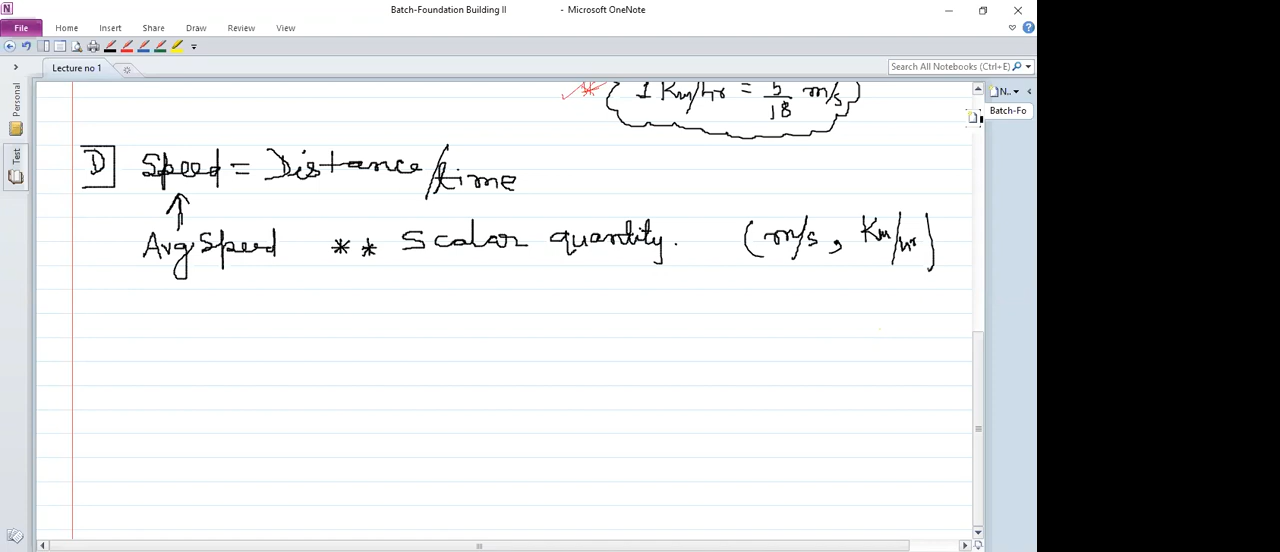 Batch-Foundation Building II - Microsoft OneNote
File Home Insert Share Draw Review View
Lecture no 1
Search All Notebooks (Ctrl+E)
Personal
Test
N..
Batch-Fo
1 Km/hr = 5/18 m/s
D Speed = Distance/time
Avg Speed ** Scalar quantity. (m/s, Km/hr)